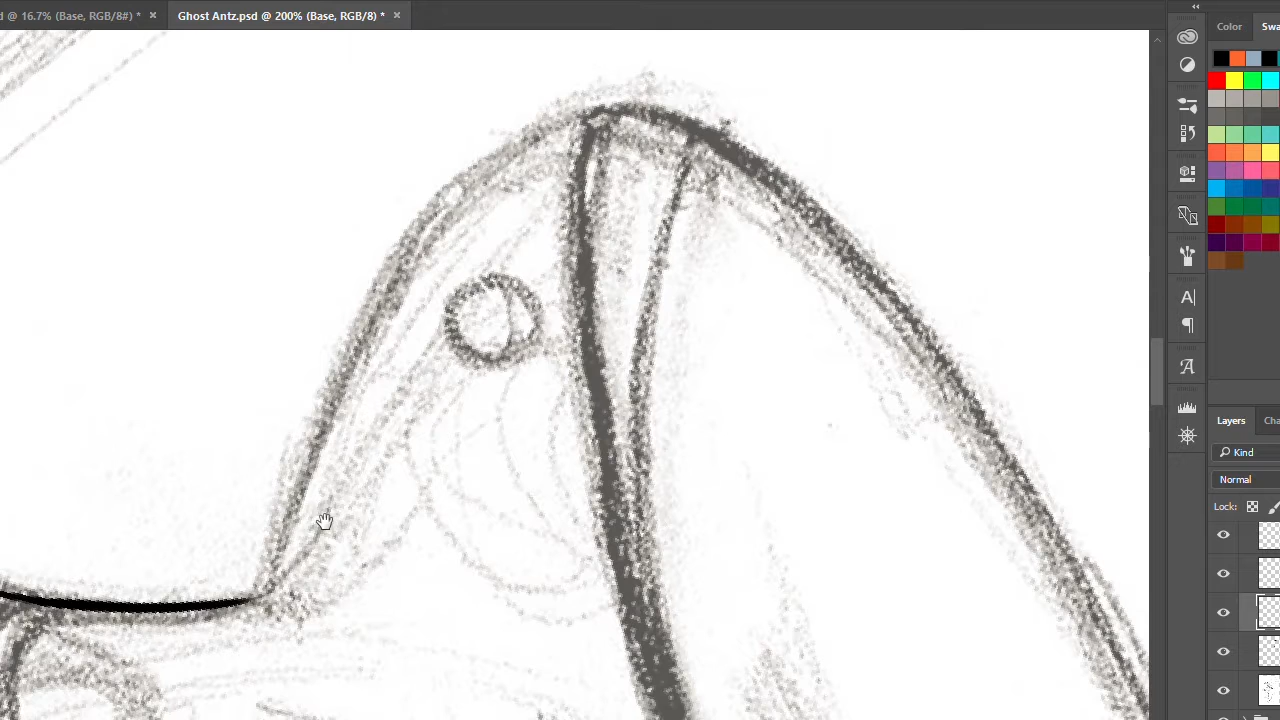 d @ 16.7% (Base, RGB/8#) *
Ghost Antz.psd @ 200% (Base, RGB/8) *
Color
Swa
Layers
Cha
Kind
Normal
Lock: